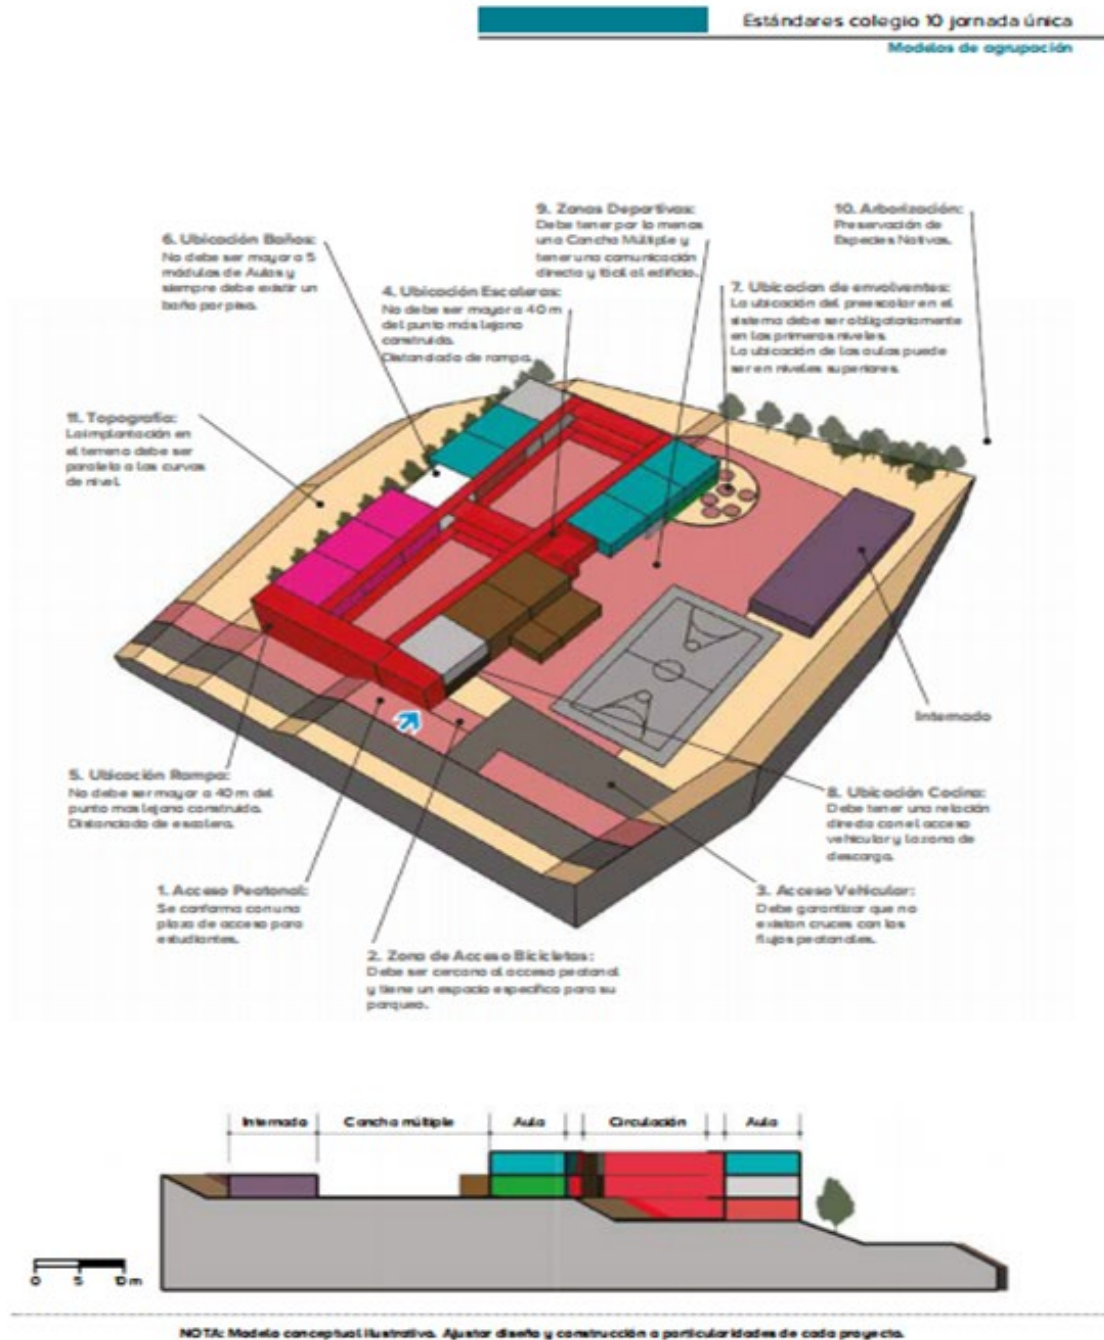 Estándares colegio 10 jornada única
Modelos de agrupación
9. Zonas Deportivas:
Debe tener por lo menos
una Cancha Múltiple y
tener una comunicación
directa y fácil al edificio.
10. Arborización:
Preservación de
Especies Nativas.
6. Ubicación Baños:
No debe ser mayor a 5
módulos de Aulas y
siempre debe existir un
baño por piso.
4. Ubicación Escaleras:
No debe ser mayor a 40 m
del punto más lejano
construido.
Distanciado de rampa.
7. Ubicacion de envolventes:
La ubicación del preescolar en el
sistema debe ser obligatoriamente
en los primeros niveles.
La ubicación de las aulas puede
ser en niveles superiores.
11. Topografía:
La implantación en
el terreno debe ser
paralela a las curvas
de nivel.
Internado
5. Ubicación Rampa:
No debe ser mayor a 40 m del
punto mas lejano construido.
Distanciado de escalera.
8. Ubicación Cocina:
Debe tener una relación
directa con el acceso
vehicular y la zona de
descarga.
1. Acceso Peatonal:
Se conforma con una
plaza de acceso para
estudiantes.
3. Acceso Vehicular:
Debe garantizar que no
existan cruces con los
flujos peatonales.
2. Zona de Acceso Bicicletas:
Debe ser cercano al acceso peatonal
y tiene un espacio específico para su
parqueo.
Internado Cancha múltiple Aula Circulación Aula
0 5 10 m
NOTA: Modelo conceptual ilustrativo. Ajustar diseño y construcción a particularidades de cada proyecto.